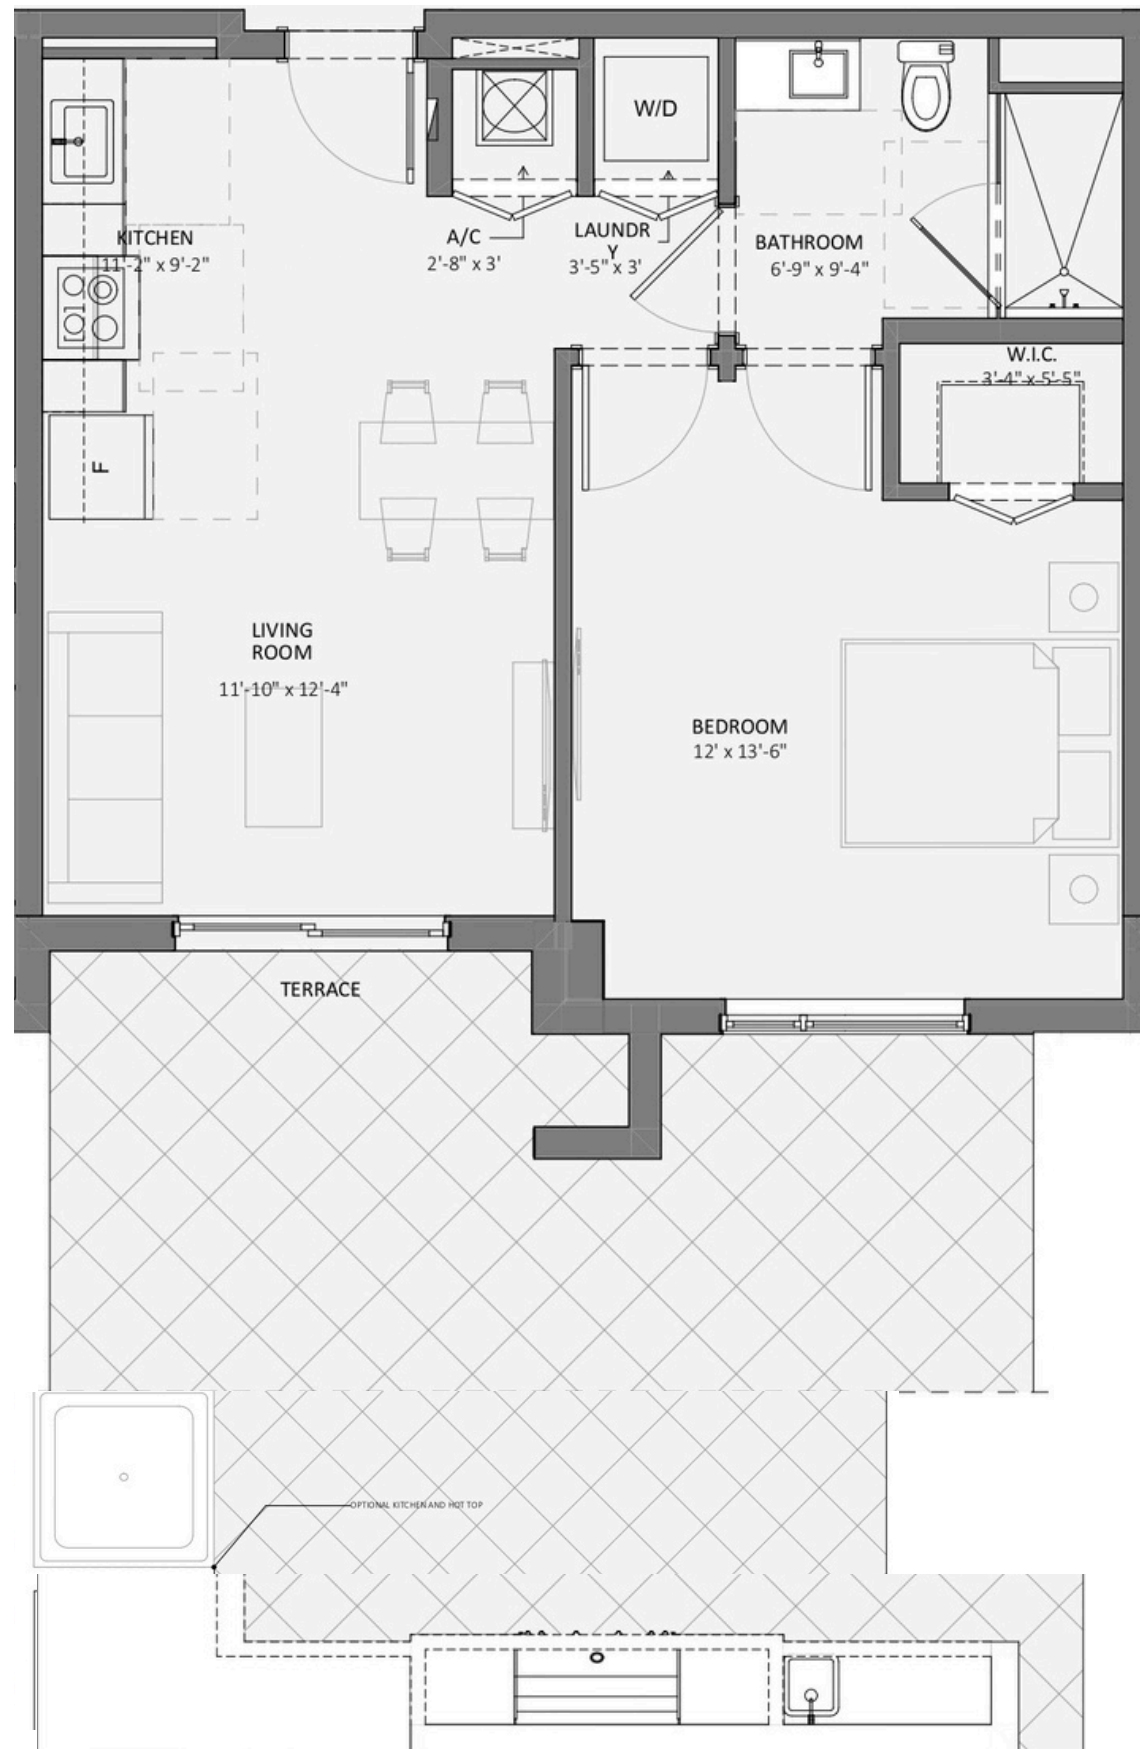 W/D
KITCHEN
11'-2" x 9'-2"
A/C
2'-8" x 3'
LAUNDR
Y
3'-5" x 3'
BATHROOM
6'-9" x 9'-4"
W.I.C.
3'-4" x 5'-5"
F
LIVING
ROOM
11'-10" x 12'-4"
BEDROOM
12' x 13'-6"
TERRACE
OPTIONAL KITCHEN AND HOT TOP